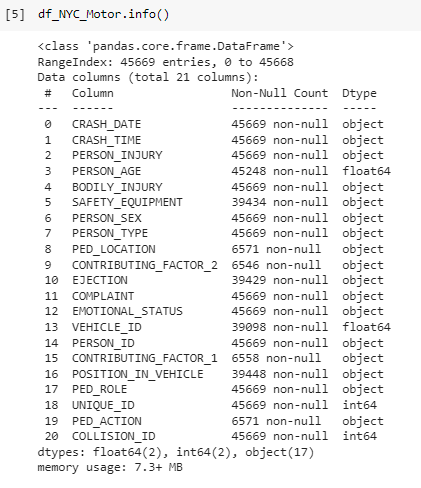 [5] df_NYC_Motor.info()
<class 'pandas.core.frame.DataFrame'>
RangeIndex: 45669 entries, 0 to 45668
Data columns (total 21 columns):
 #   Column                 Non-Null Count  Dtype
---  ------                 --------------  -----
 0   CRASH_DATE             45669 non-null  object
 1   CRASH_TIME             45669 non-null  object
 2   PERSON_INJURY          45669 non-null  object
 3   PERSON_AGE             45248 non-null  float64
 4   BODILY_INJURY          45669 non-null  object
 5   SAFETY_EQUIPMENT       39434 non-null  object
 6   PERSON_SEX             45669 non-null  object
 7   PERSON_TYPE            45669 non-null  object
 8   PED_LOCATION           6571 non-null   object
 9   CONTRIBUTING_FACTOR_2  6546 non-null   object
 10  EJECTION               39429 non-null  object
 11  COMPLAINT              45669 non-null  object
 12  EMOTIONAL_STATUS       45669 non-null  object
 13  VEHICLE_ID             39098 non-null  float64
 14  PERSON_ID              45669 non-null  object
 15  CONTRIBUTING_FACTOR_1  6558 non-null   object
 16  POSITION_IN_VEHICLE    39448 non-null  object
 17  PED_ROLE               45669 non-null  object
 18  UNIQUE_ID              45669 non-null  int64
 19  PED_ACTION             6571 non-null   object
 20  COLLISION_ID           45669 non-null  int64
dtypes: float64(2), int64(2), object(17)
memory usage: 7.3+ MB